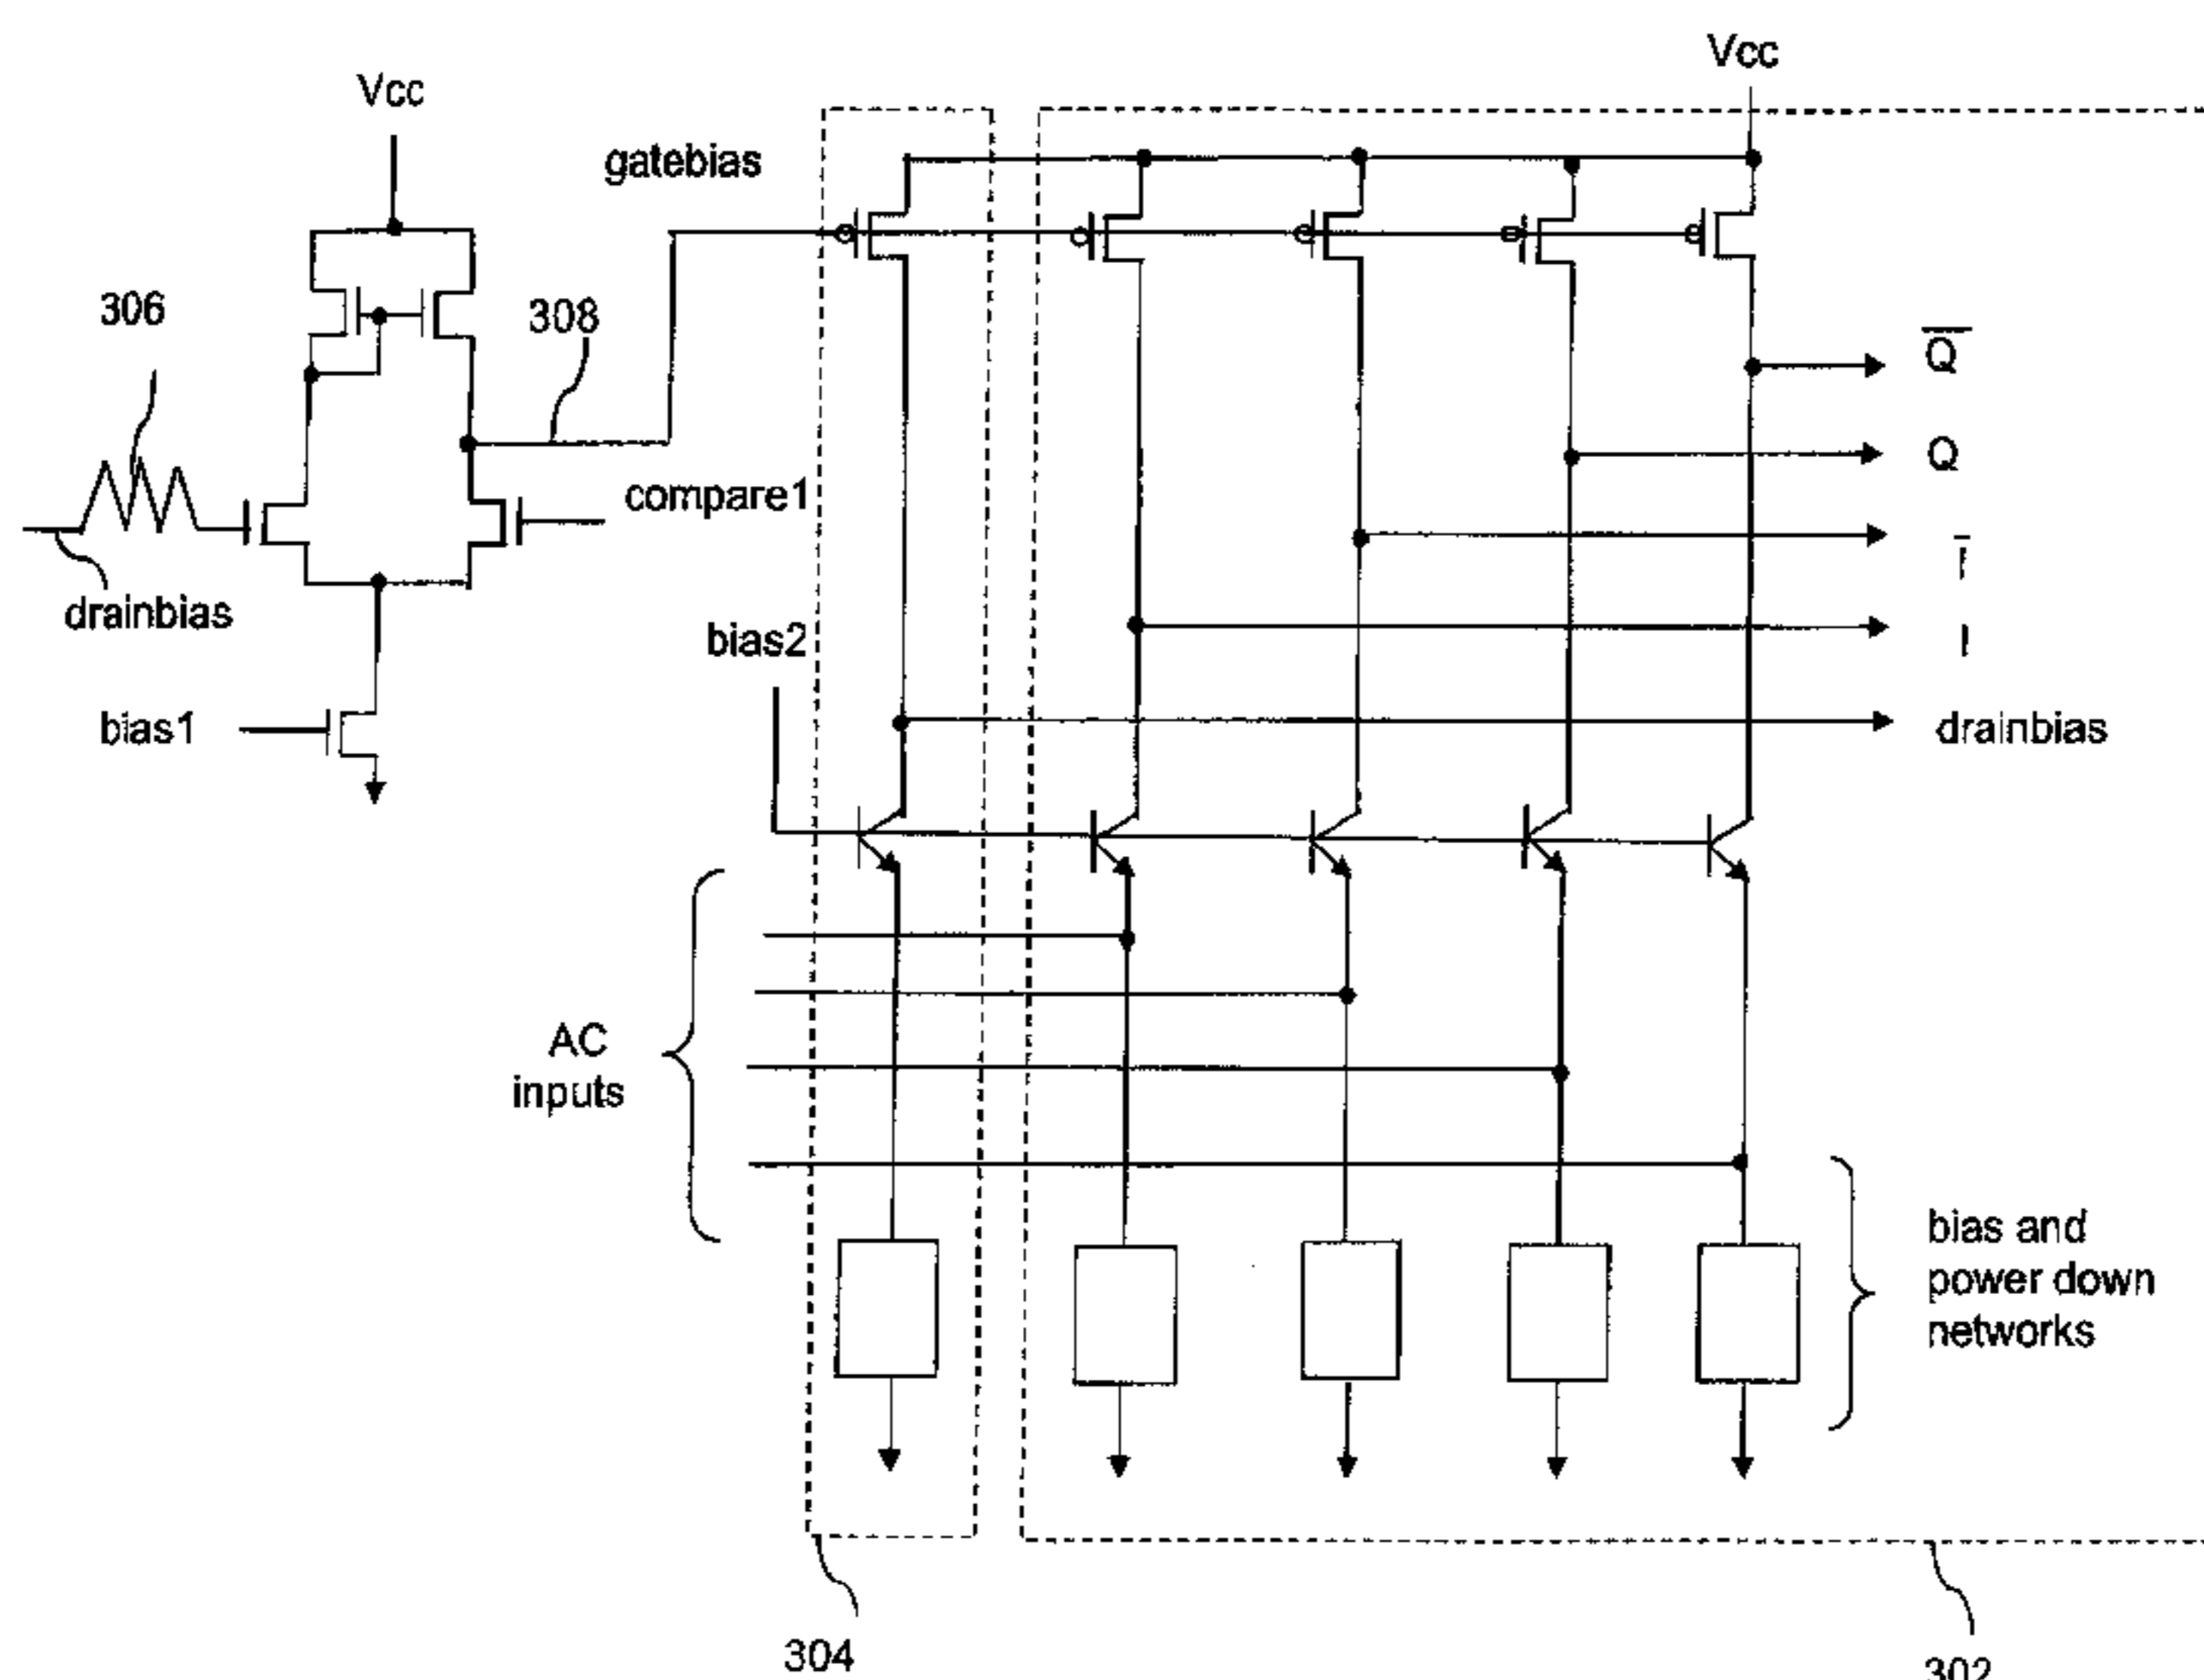 Vcc
Vcc
gatebias
306
308
Q̅
Q
compare1
I̅
I
drainbias
bias2
bias1
drainbias
AC
inputs
bias and
power down
networks
304
302